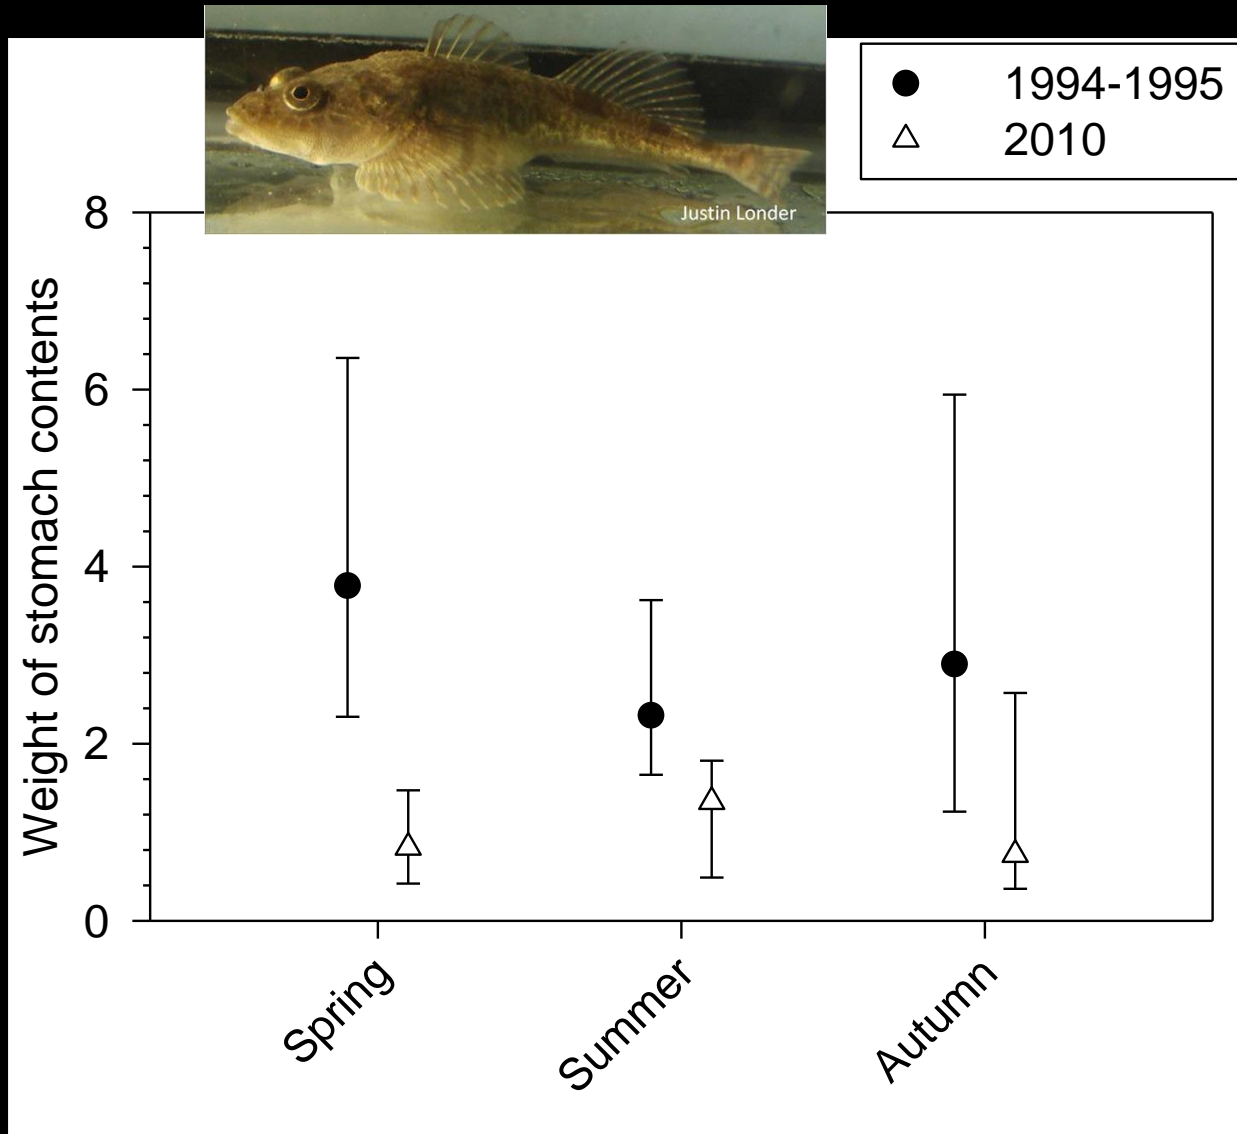 1994-1995
2010
Justin Londer
8
6
4
2
0
Weight of stomach contents
Spring
Summer
Autumn